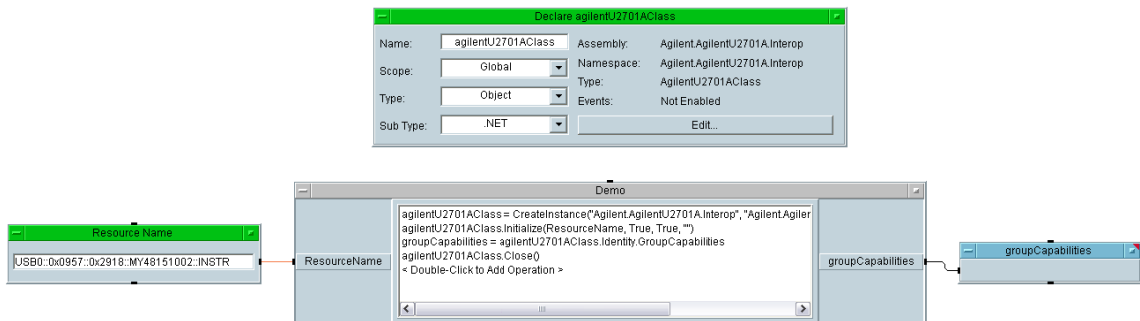 Declare agilentU2701AClass
Name: agilentU2701AClass Assembly: Agilent.AgilentU2701A.Interop
Scope: Global Namespace: Agilent.AgilentU2701A.Interop
Type: Object Type: AgilentU2701AClass
Events: Not Enabled
Sub Type: .NET Edit...
Demo
Resource Name
USB0::0x0957::0x2918::MY48151002::INSTR
ResourceName
agilentU2701AClass = CreateInstance("Agilent.AgilentU2701A.Interop", "Agilent.Agiler
agilentU2701AClass.Initialize(ResourceName, True, True, "")
groupCapabilities = agilentU2701AClass.Identity.GroupCapabilities
agilentU2701AClass.Close()
< Double-Click to Add Operation >
groupCapabilities
groupCapabilities